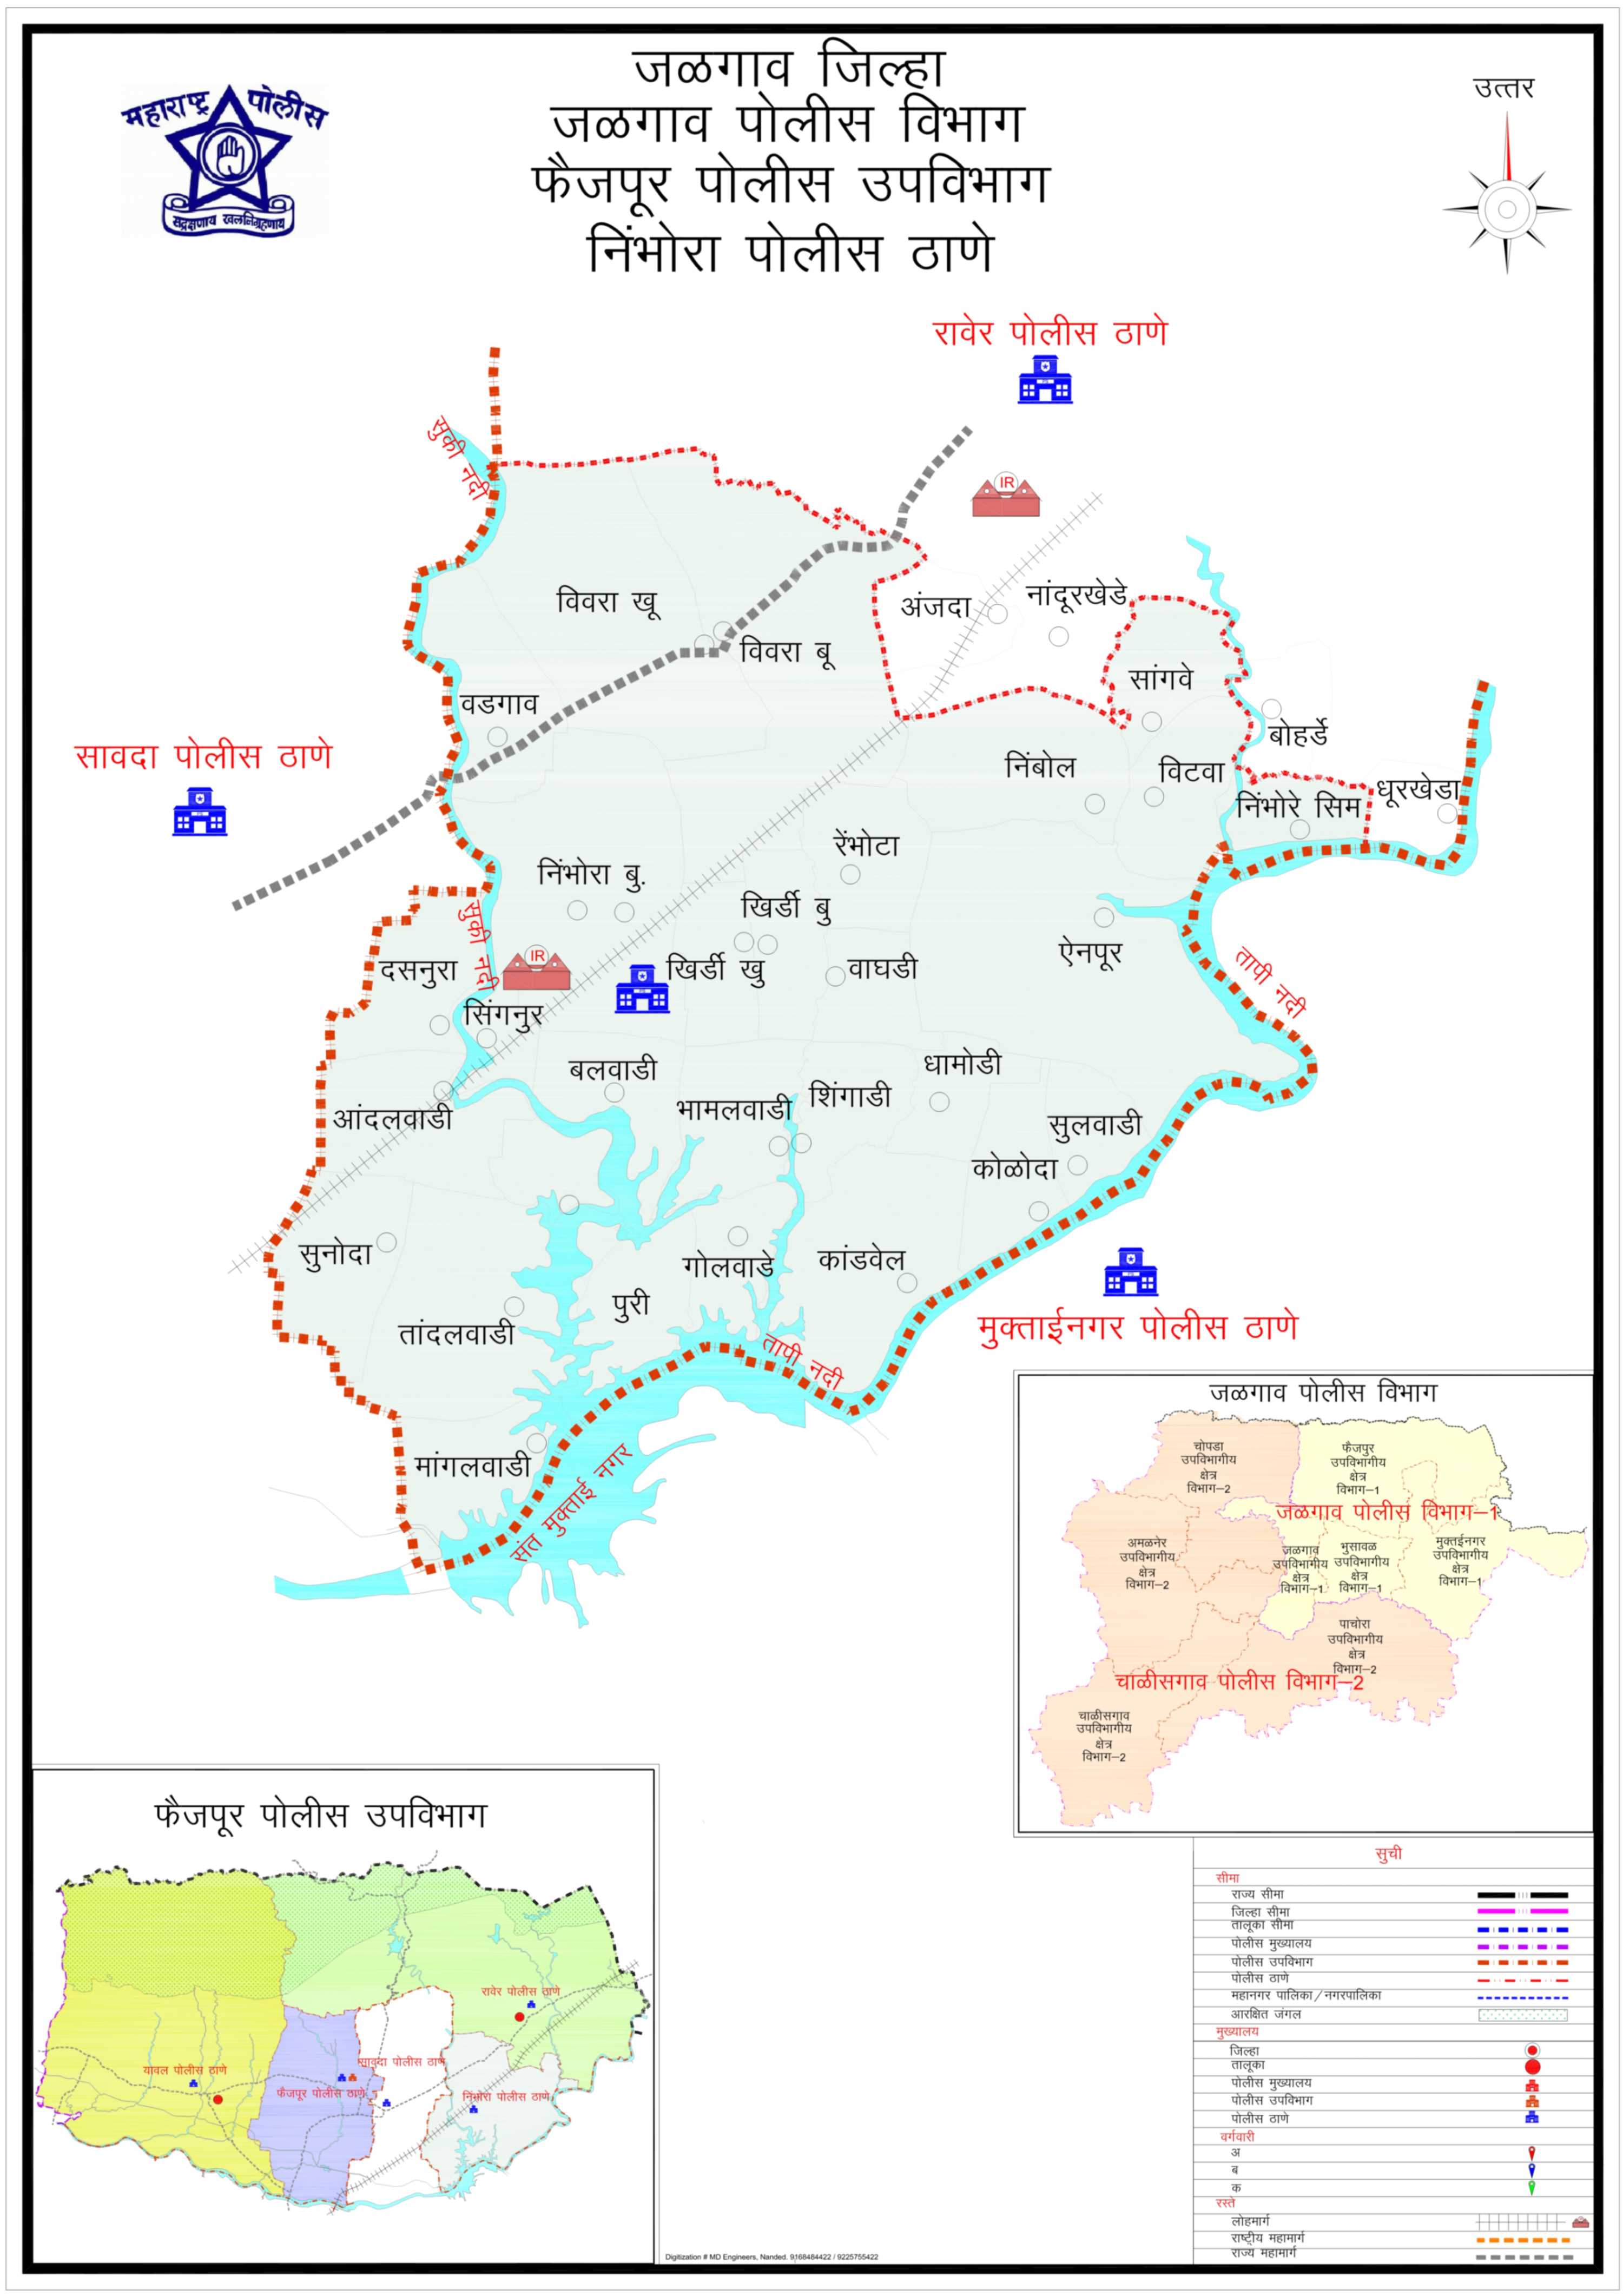 महाराष्ट्र पोलीस
सद्रक्षणाय खलनिग्रहणाय
जळगाव जिल्हा
जळगाव पोलीस विभाग
फैजपूर पोलीस उपविभाग
निंभोरा पोलीस ठाणे
उत्तर
रावेर पोलीस ठाणे
सुकी नदी
IR
विवरा खू
अंजदा
नांदूरखेडे
विवरा बू
सांगवे
वडगाव
बोहर्डे
सावदा पोलीस ठाणे
निंबोल
विटवा
निंभोरे सिम
धूरखेडा
रेंभोटा
निंभोरा बु.
खिर्डी बु
सुकी नदी
ऐनपूर
दसनुरा
IR
खिर्डी खु
वाघडी
तापी नदी
सिंगनुर
बलवाडी
धामोडी
भामलवाडी
शिंगाडी
आंदलवाडी
सुलवाडी
कोळोदा
सुनोदा
गोलवाडे
कांडवेल
पुरी
तांदलवाडी
मुक्ताईनगर पोलीस ठाणे
तापी नदी
मांगलवाडी
संत मुक्ताई नगर
जळगाव पोलीस विभाग
चोपडा
उपविभागीय
क्षेत्र
विभाग–2
फैजपुर
उपविभागीय
क्षेत्र
विभाग–1
जळगाव पोलीस विभाग–1
अमळनेर
उपविभागीय
क्षेत्र
विभाग–2
जळगाव
उपविभागीय
क्षेत्र
विभाग–1
भुसावळ
उपविभागीय
क्षेत्र
विभाग–1
मुक्तईनगर
उपविभागीय
क्षेत्र
विभाग–1
पाचोरा
उपविभागीय
क्षेत्र
विभाग–2
चाळीसगाव पोलीस विभाग–2
चाळीसगाव
उपविभागीय
क्षेत्र
विभाग–2
फैजपूर पोलीस उपविभाग
रावेर पोलीस ठाणे
यावल पोलीस ठाणे
सावदा पोलीस ठाणे
फैजपूर पोलीस ठाणे
निंभोरा पोलीस ठाणे
सुची
सीमा
राज्य सीमा
जिल्हा सीमा
तालूका सीमा
पोलीस मुख्यालय
पोलीस उपविभाग
पोलीस ठाणे
महानगर पालिका/नगरपालिका
आरक्षित जंगल
मुख्यालय
जिल्हा
तालूका
पोलीस मुख्यालय
पोलीस उपविभाग
पोलीस ठाणे
वर्गवारी
अ
ब
क
रस्ते
लोहमार्ग
राष्ट्रीय महामार्ग
राज्य महामार्ग
Digitization # MD Engineers, Nanded. 9168484422 / 9225755422